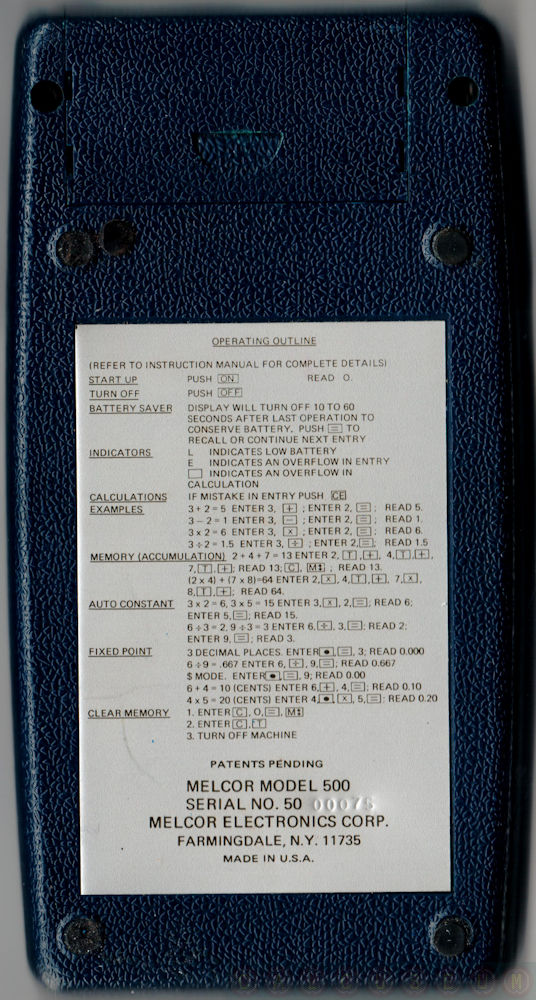 OPERATING OUTLINE
(REFER TO INSTRUCTION MANUAL FOR COMPLETE DETAILS)
START UP PUSH ON READ O.
TURN OFF PUSH OFF
BATTERY SAVER DISPLAY WILL TURN OFF 10 TO 60
SECONDS AFTER LAST OPERATION TO
CONSERVE BATTERY. PUSH = TO
RECALL OR CONTINUE NEXT ENTRY
INDICATORS L INDICATES LOW BATTERY
E INDICATES AN OVERFLOW IN ENTRY
□ INDICATES AN OVERFLOW IN
CALCULATION
CALCULATIONS IF MISTAKE IN ENTRY PUSH CE
EXAMPLES 3 + 2 = 5 ENTER 3, + ; ENTER 2, = ; READ 5.
3 – 2 = 1 ENTER 3, – ; ENTER 2, = ; READ 1.
3 x 2 = 6 ENTER 3, x ; ENTER 2, = ; READ 6.
3 ÷ 2 = 1.5 ENTER 3, ÷ ; ENTER 2, = ; READ 1.5
MEMORY (ACCUMULATION) 2 + 4 + 7 = 13 ENTER 2, T, +, 4, T, +,
7, T, +; READ 13; C, M↕ ; READ 13.
(2 x 4) + (7 x 8)=64 ENTER 2, x, 4, T, +, 7, x,
8, T, +; READ 64.
AUTO CONSTANT 3 x 2 = 6, 3 x 5 = 15 ENTER 3, x, 2, =; READ 6;
ENTER 5, =; READ 15.
6 ÷ 3 = 2, 9 ÷ 3 = 3 ENTER 6, ÷, 3, =; READ 2;
ENTER 9, =; READ 3.
FIXED POINT 3 DECIMAL PLACES. ENTER •, =, 3; READ 0.000
6 ÷ 9 = .667 ENTER 6, ÷, 9, =; READ 0.667
$ MODE. ENTER •, =, 9; READ 0.00
6 + 4 = 10 (CENTS) ENTER 6, +, 4, =; READ 0.10
4 x 5 = 20 (CENTS) ENTER 4, •, x, 5, =: READ 0.20
CLEAR MEMORY 1. ENTER C, O, =, M↕
2. ENTER C, T
3. TURN OFF MACHINE
PATENTS PENDING
MELCOR MODEL 500
SERIAL NO. 50 00075
MELCOR ELECTRONICS CORP.
FARMINGDALE, N.Y. 11735
MADE IN U.S.A.